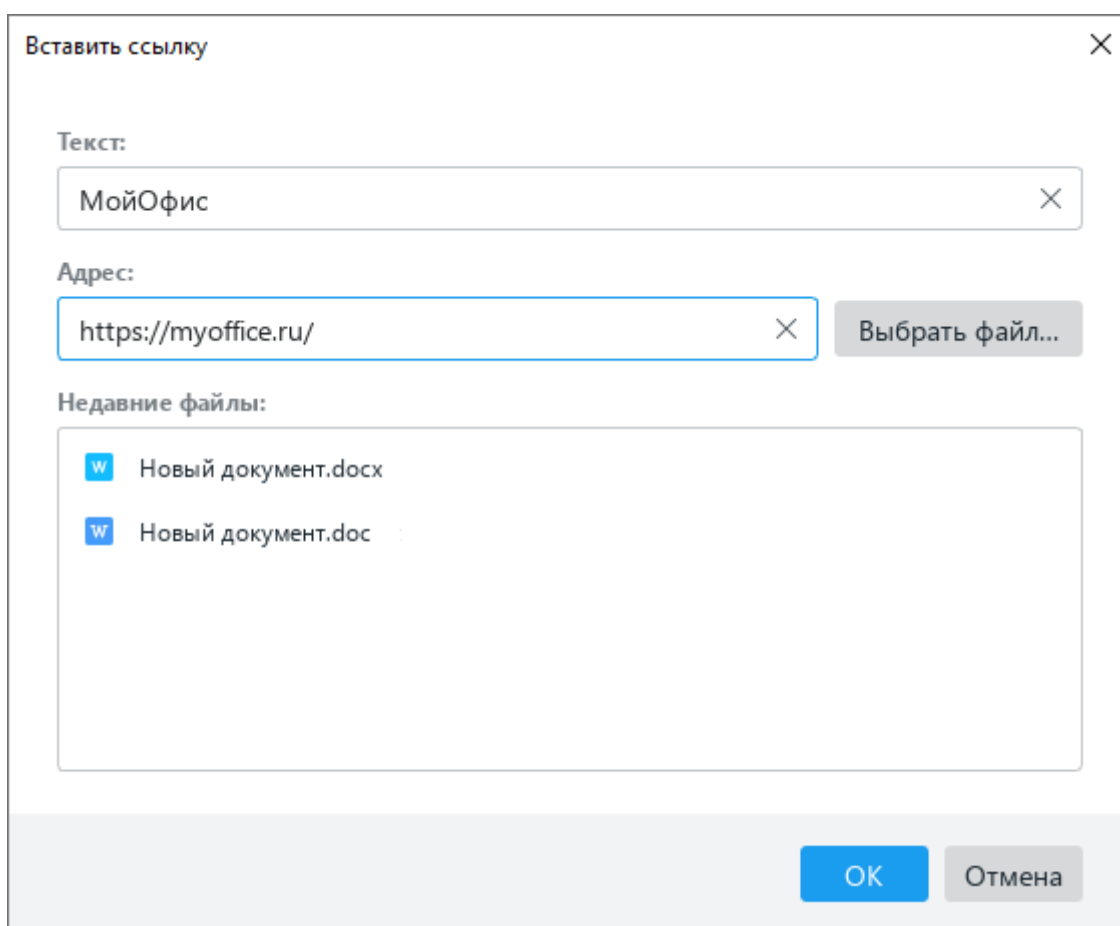 Вставить ссылку
Текст:
МойОфис
Адрес:
https://myoffice.ru/
Выбрать файл...
Недавние файлы:
W Новый документ.docx
W Новый документ.doc
ОК Отмена